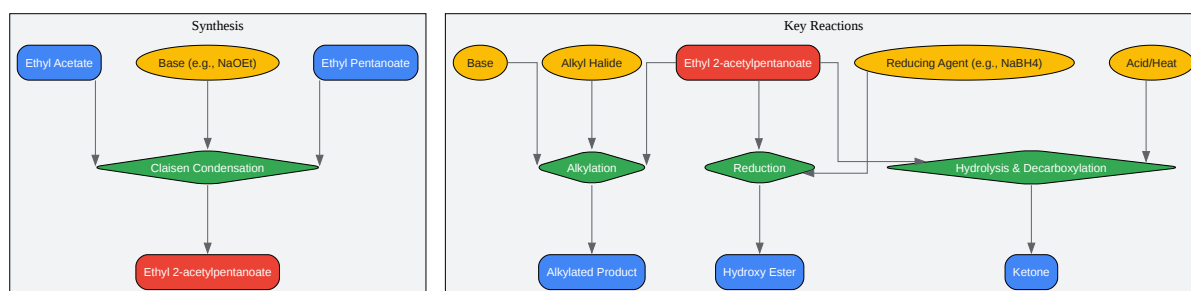 Synthesis
Ethyl Acetate
Base (e.g., NaOEt)
Ethyl Pentanoate
Claisen Condensation
Ethyl 2-acetylpentanoate
Key Reactions
Base
Alkyl Halide
Ethyl 2-acetylpentanoate
Reducing Agent (e.g., NaBH4)
Acid/Heat
Alkylation
Reduction
Hydrolysis & Decarboxylation
Alkylated Product
Hydroxy Ester
Ketone